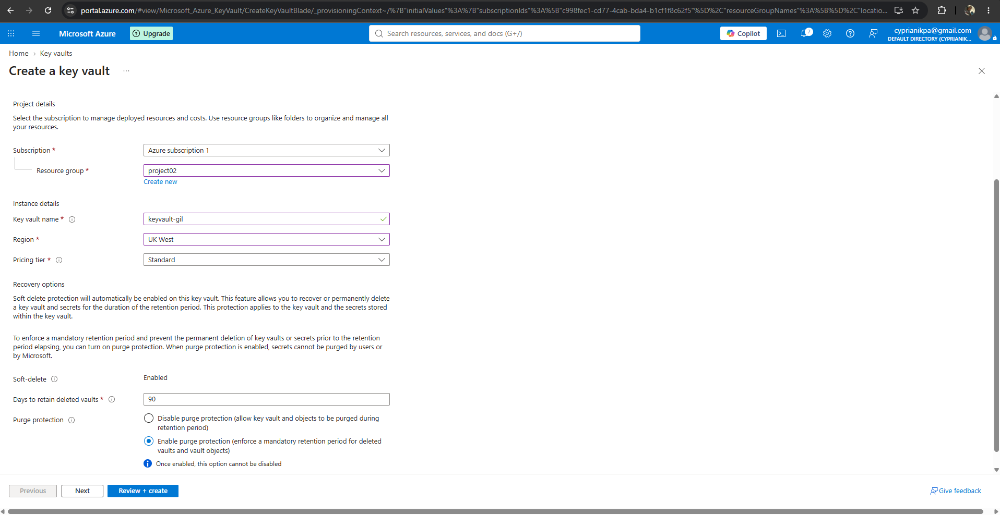 portal.azure.com/#view/Microsoft_Azure_KeyVault/CreateKeyVaultBlade/_provisioningContext~/%7B"initialValues"%3A%7B"subscriptionIds"%3A%5B"c998fec1-cd77-4cab-bda4-b1cf1f8c62f5"%5D%2C"resourceGroupNames"%3A%5B%5D%2C"locatio...
Microsoft Azure
Upgrade
Search resources, services, and docs (G+/)
Copilot
7
cyprianikpa@gmail.com
DEFAULT DIRECTORY (CYPRIANIK...
Home > Key vaults
Create a key vault ...
Project details
Select the subscription to manage deployed resources and costs. Use resource groups like folders to organize and manage all
your resources.
Subscription * Azure subscription 1
Resource group * project02
Create new
Instance details
Key vault name * keyvault-gil
Region * UK West
Pricing tier * Standard
Recovery options
Soft delete protection will automatically be enabled on this key vault. This feature allows you to recover or permanently delete
a key vault and secrets for the duration of the retention period. This protection applies to the key vault and the secrets stored
within the key vault.
To enforce a mandatory retention period and prevent the permanent deletion of key vaults or secrets prior to the retention
period elapsing, you can turn on purge protection. When purge protection is enabled, secrets cannot be purged by users or
by Microsoft.
Soft-delete Enabled
Days to retain deleted vaults * 90
Purge protection Disable purge protection (allow key vault and objects to be purged during
retention period)
Enable purge protection (enforce a mandatory retention period for deleted
vaults and vault objects)
Once enabled, this option cannot be disabled
Previous
Next
Review + create
Give feedback